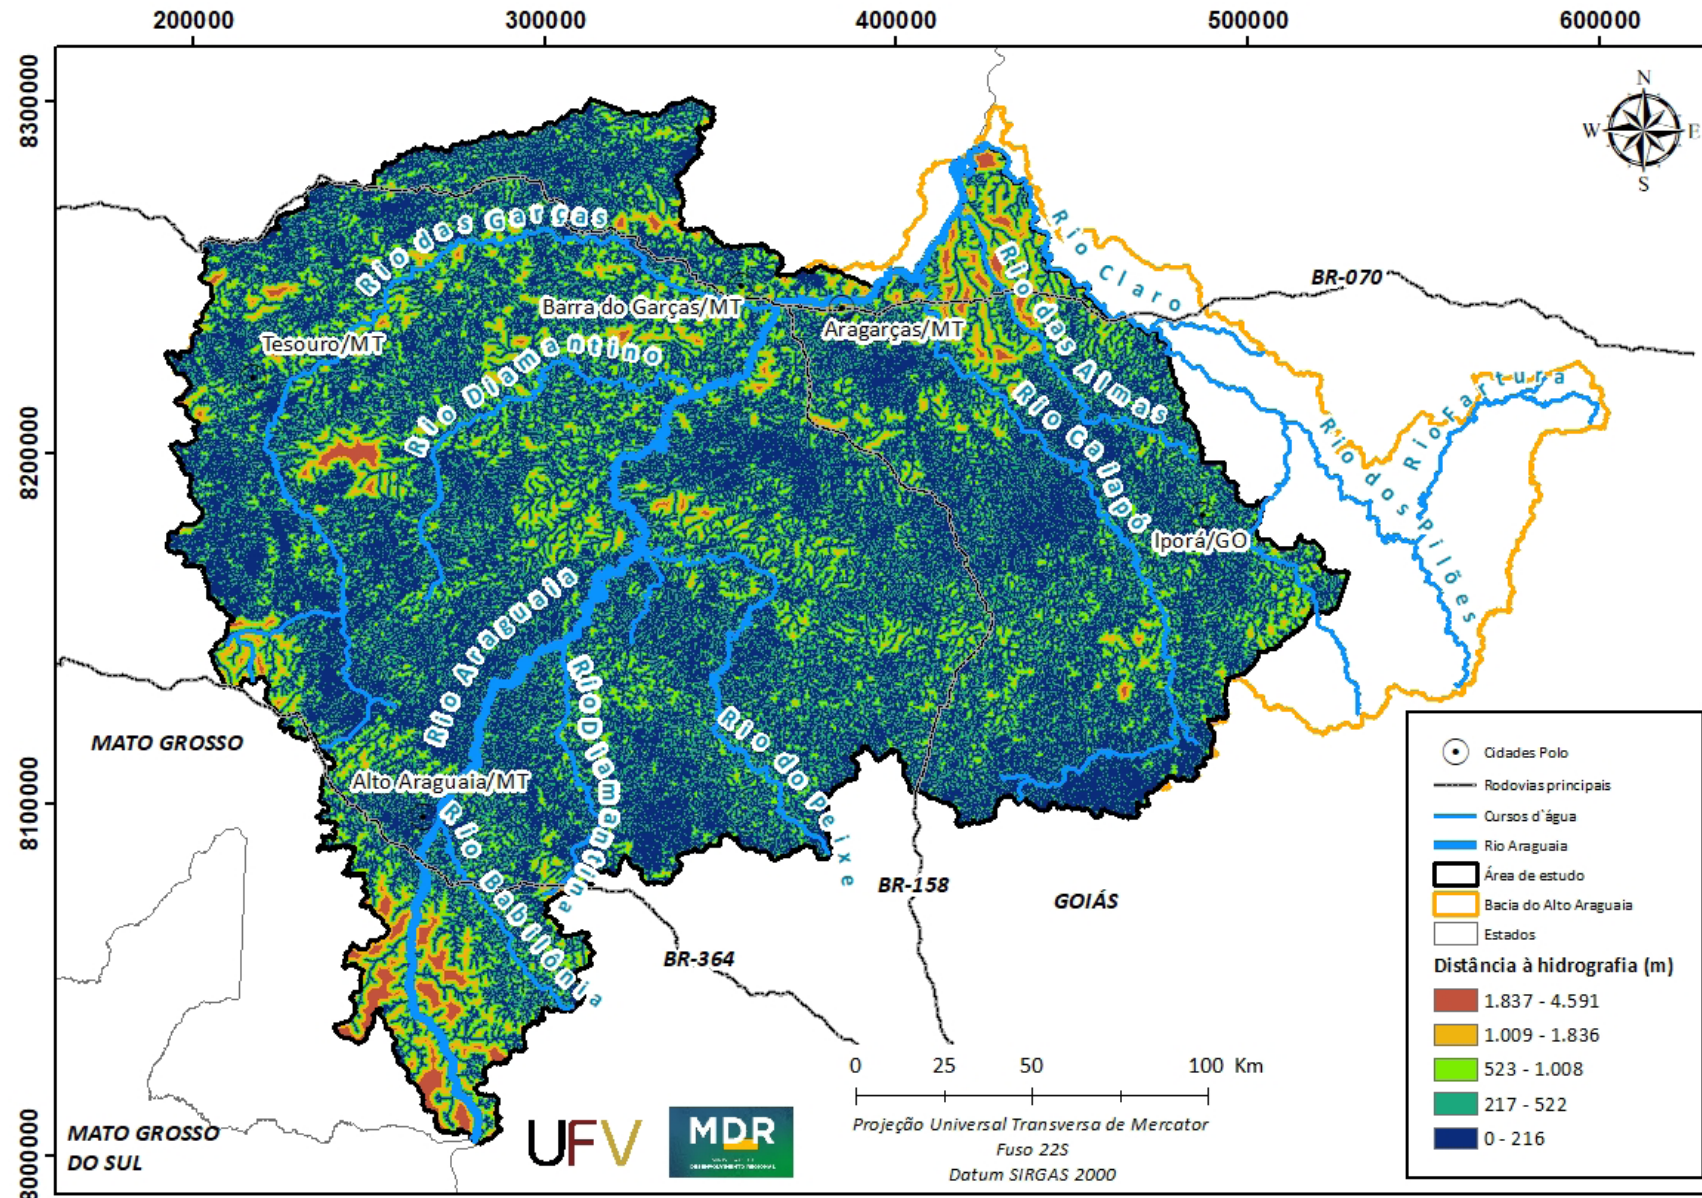 200000
300000
400000
500000
600000
8300000
8200000
8100000
8000000
N
W
E
S
Rio das Garças
Rio Claro
BR-070
Barra do Garças/MT
Aragarças/MT
Tesouro/MT
Rio das Almas
Rio Diamantino
Rio Fartura
Rio Caiapó
Rio dos Pilões
Iporá/GO
Rio Araguaia
Rio Diamantino
Rio do Peixe
MATO GROSSO
Alto Araguaia/MT
Rio Babilônia
BR-158
GOIÁS
BR-364
MATO GROSSO
DO SUL
UFV
MDR
DESENVOLVIMENTO REGIONAL
0 25 50 100 Km
Projeção Universal Transversa de Mercator
Fuso 22S
Datum SIRGAS 2000
Cidades Polo
Rodovias principais
Cursos d`água
Rio Araguaia
Área de estudo
Bacia do Alto Araguaia
Estados
Distância à hidrografia (m)
1.837 - 4.591
1.009 - 1.836
523 - 1.008
217 - 522
0 - 216